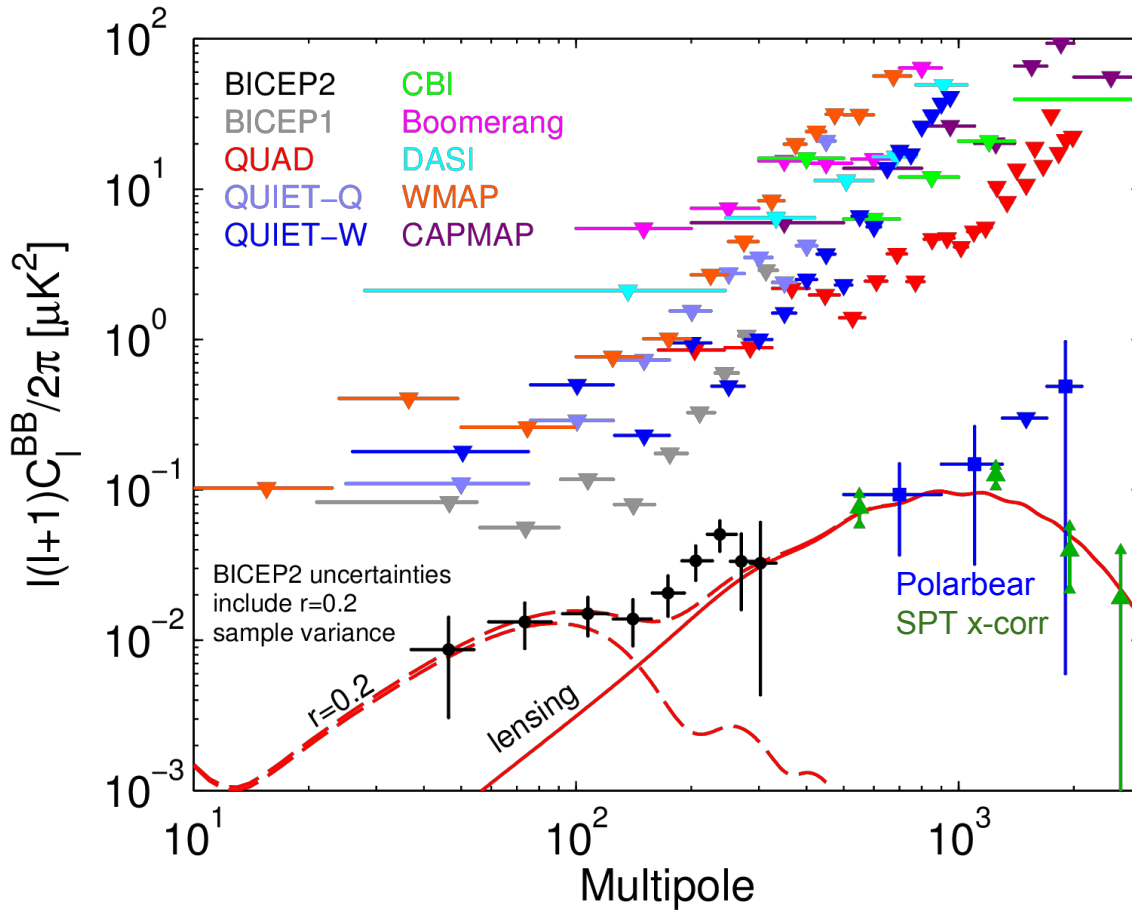 10²
10¹
10⁰
10⁻¹
10⁻²
10⁻³
l(l+1)C_l^BB/2π [μK²]
BICEP2 CBI
BICEP1 Boomerang
QUAD DASI
QUIET-Q WMAP
QUIET-W CAPMAP
BICEP2 uncertainties
include r=0.2
sample variance
Polarbear
SPT x-corr
r=0.2
lensing
10¹ 10² 10³
Multipole